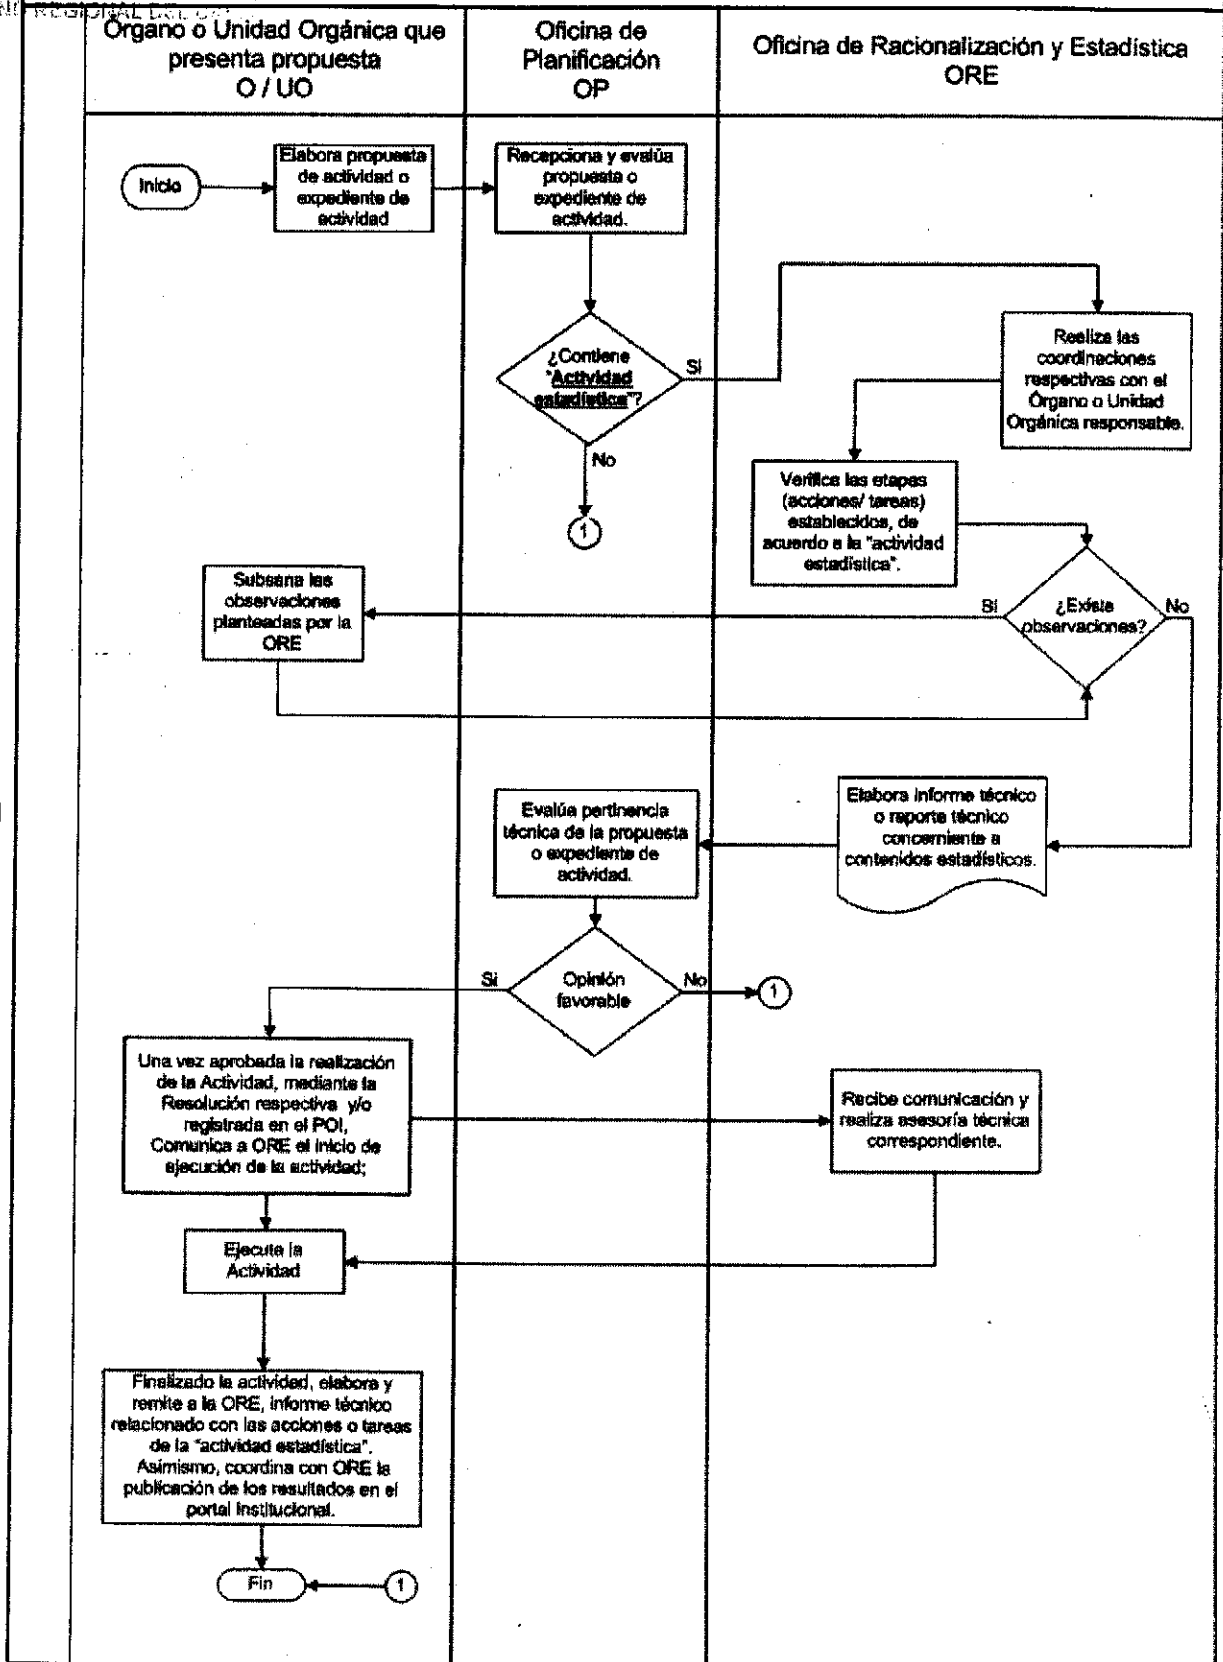 REGIONAL DEL
Órgano o Unidad Orgánica que
presenta propuesta
O / UO
Oficina de
Planificación
OP
Oficina de Racionalización y Estadística
ORE
Inicio
Elabora propuesta
de actividad o
expediente de
actividad
Recepciona y evalúa
propuesta o
expediente de
actividad.
¿Contiene
"Actividad
estadística"?
Si
No
1
Realiza las
coordinaciones
respectivas con el
Órgano o Unidad
Orgánica responsable.
Verifica las etapas
(acciones/ tareas)
establecidos, de
acuerdo a la "actividad
estadística".
¿Existe
observaciones?
Si
No
Subsana las
observaciones
planteadas por la
ORE
Elabora informe técnico
o reporte técnico
concerniente a
contenidos estadísticos.
Evalúa pertinencia
técnica de la propuesta
o expediente de
actividad.
Opinión
favorable
Si
No
1
Una vez aprobada la realización
de la Actividad, mediante la
Resolución respectiva y/o
registrada en el POI,
Comunica a ORE el inicio de
ejecución de la actividad;
Recibe comunicación y
realiza asesoría técnica
correspondiente.
Ejecuta la
Actividad
Finalizado la actividad, elabora y
remite a la ORE, informe técnico
relacionado con las acciones o tareas
de la "actividad estadística".
Asimismo, coordina con ORE la
publicación de los resultados en el
portal Institucional.
Fin
1